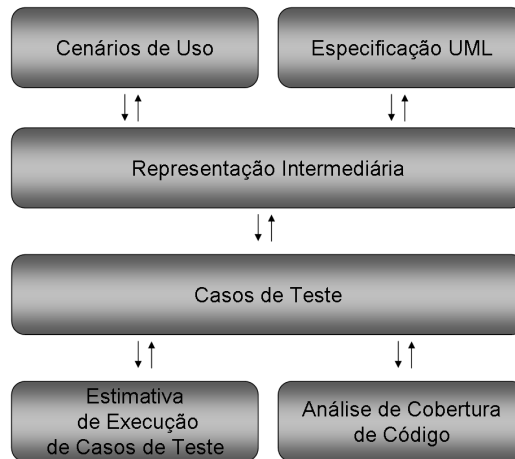 Cenários de Uso
Especificação UML
Representação Intermediária
Casos de Teste
Estimativa
de Execução
de Casos de Teste
Análise de Cobertura
de Código